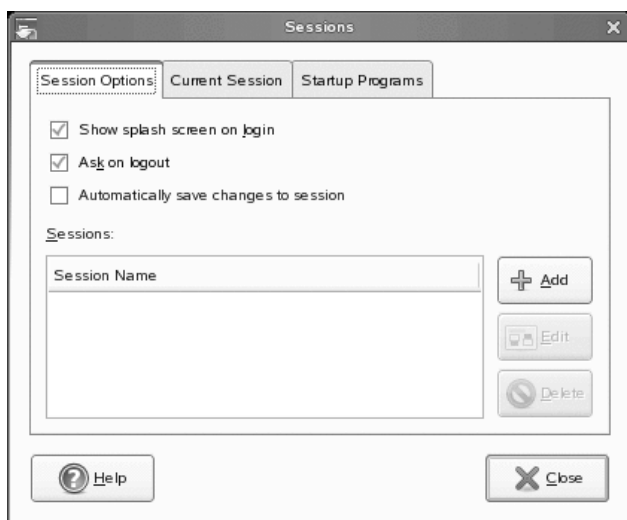 Sessions
Session Options
Current Session
Startup Programs
Show splash screen on login
Ask on logout
Automatically save changes to session
Sessions:
Session Name
Add
Edit
Delete
Help
Close